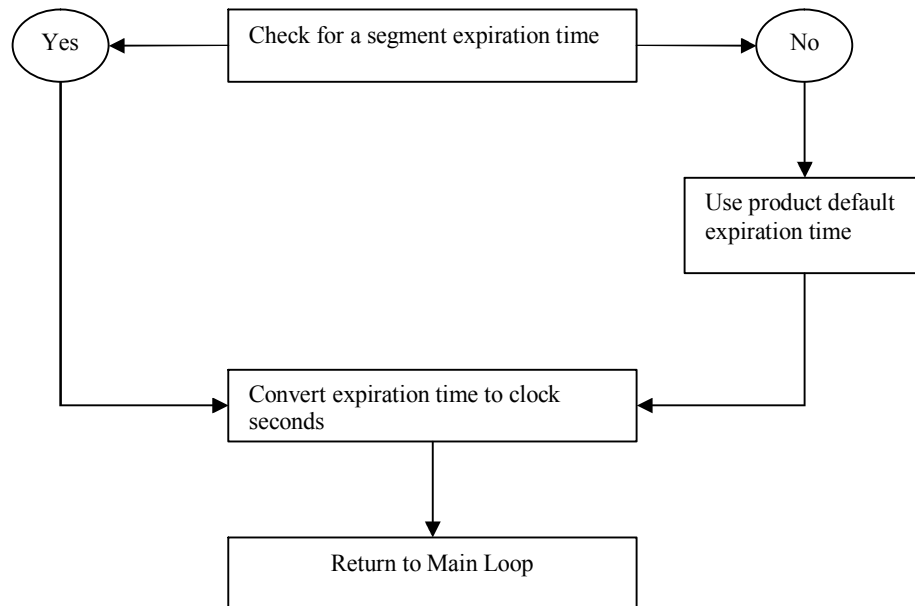 Yes
Check for a segment expiration time
No
Use product default
expiration time
Convert expiration time to clock
seconds
Return to Main Loop